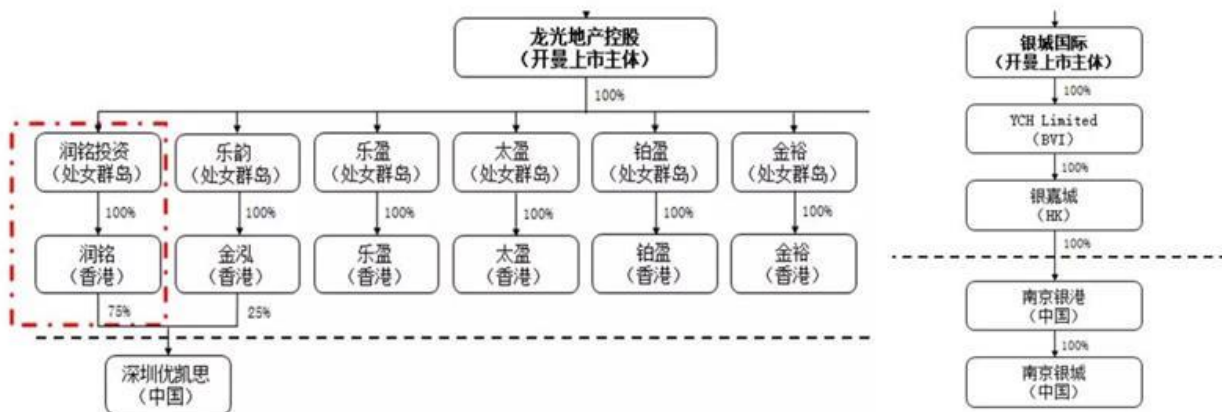 龙光地产控股
（开曼上市主体）
100%
润铭投资
（处女群岛）
乐韵
（处女群岛）
乐盈
（处女群岛）
太盈
（处女群岛）
铂盈
（处女群岛）
金裕
（处女群岛）
100%
100%
100%
100%
100%
100%
润铭
（香港）
金泓
（香港）
乐盈
（香港）
太盈
（香港）
铂盈
（香港）
金裕
（香港）
75%
25%
深圳优凯思
（中国）
银城国际
（开曼上市主体）
100%
YCH Limited
（BVI）
100%
银嘉城
（HK）
100%
南京银港
（中国）
100%
南京银城
（中国）